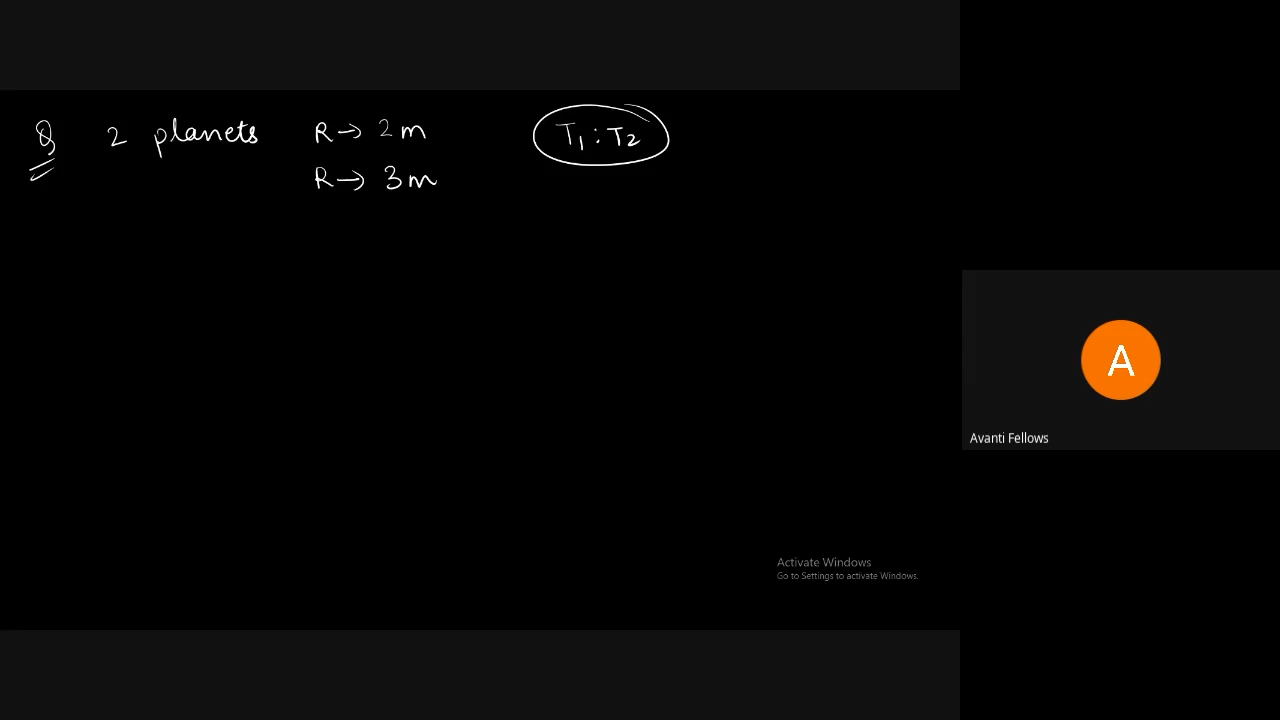 Q 2 planets R → 2m T₁ : T₂
R → 3m
A
Avanti Fellows
Activate Windows
Go to Settings to activate Windows.